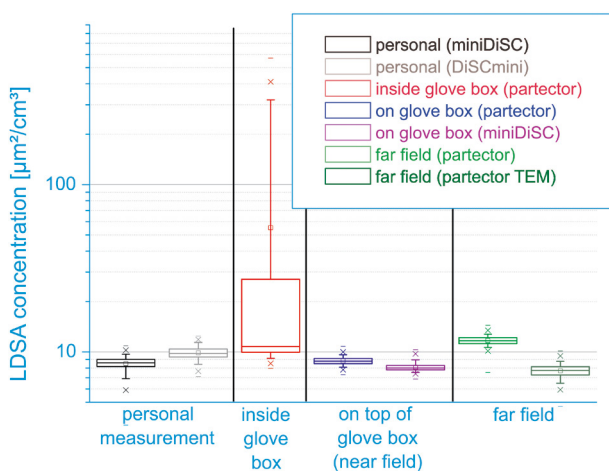 LDSA concentration [µm²/cm³]
100
10
personal (miniDiSC)
personal (DiSCmini)
inside glove box (partector)
on glove box (partector)
on glove box (miniDiSC)
far field (partector)
far field (partector TEM)
personal
measurement
inside
glove
box
on top of
glove box
(near field)
far field